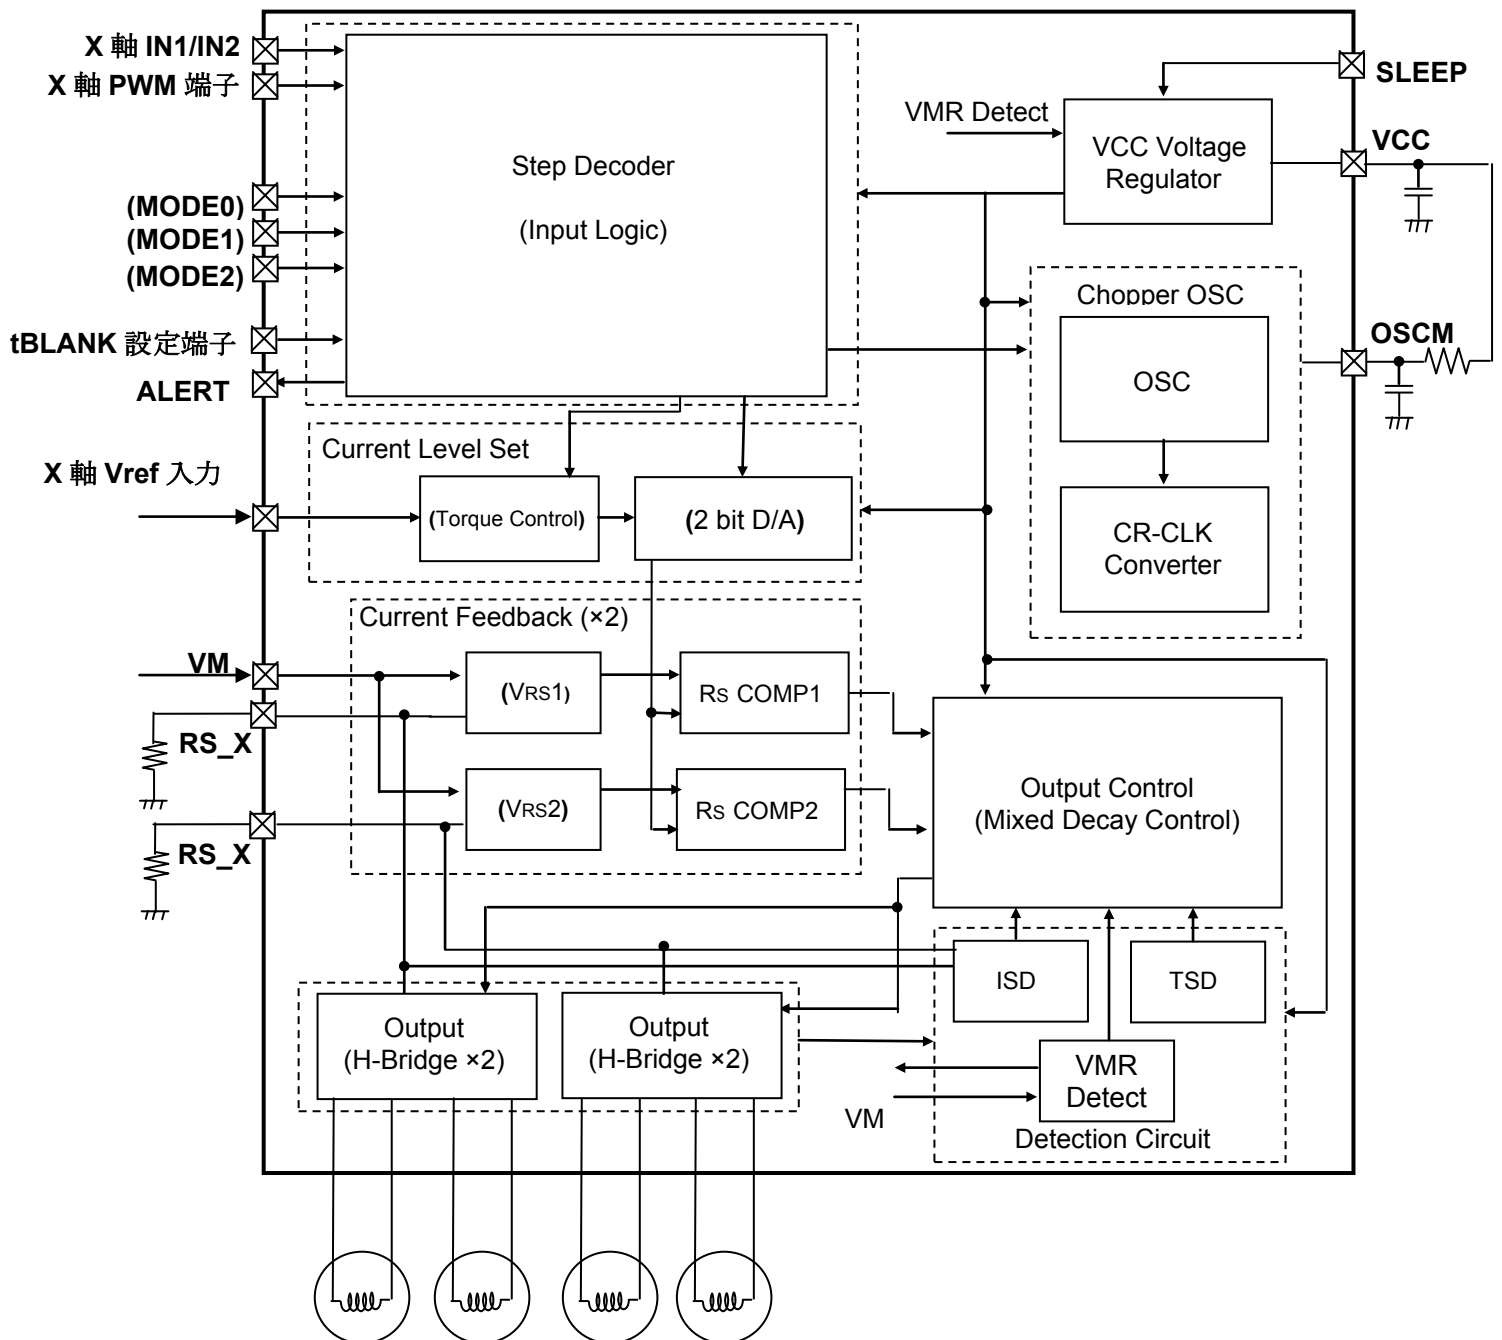 X 軸 IN1/IN2
X 軸 PWM 端子
(MODE0)
(MODE1)
(MODE2)
tBLANK 設定端子
ALERT
X 軸 Vref 入力
VM
RS_X
RS_X
Step Decoder
(Input Logic)
VMR Detect
VCC Voltage
Regulator
SLEEP
VCC
OSCM
Chopper OSC
OSC
CR-CLK
Converter
Current Level Set
(Torque Control)
(2 bit D/A)
Current Feedback (×2)
(VRS1)
RS COMP1
(VRS2)
RS COMP2
Output Control
(Mixed Decay Control)
ISD
TSD
VMR
Detect
VM
Detection Circuit
Output
(H-Bridge ×2)
Output
(H-Bridge ×2)